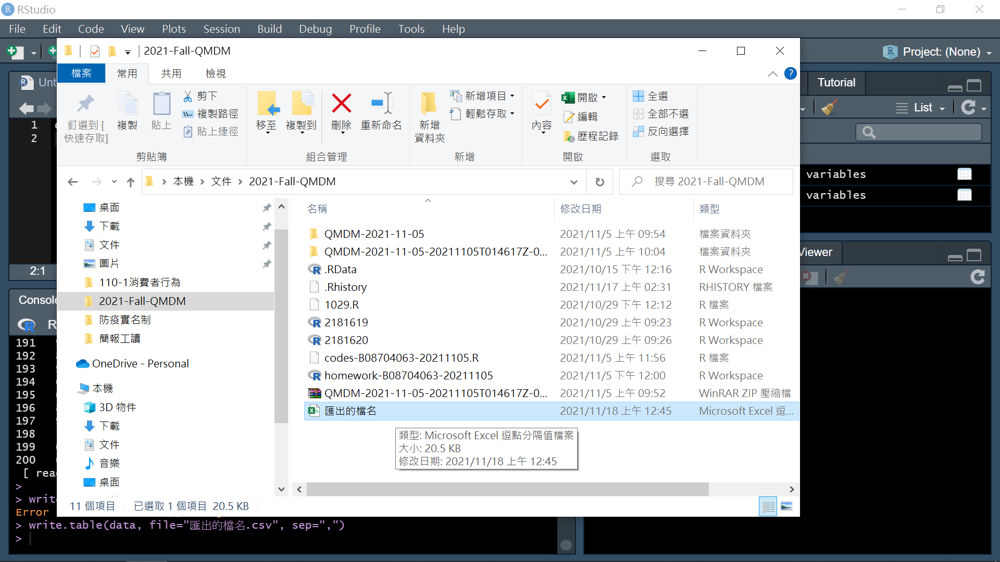 RStudio
File Edit Code View Plots Session Build Debug Profile Tools Help
2021-Fall-QMDM
Project: (None)
檔案 常用 共用 檢視
釘選到 [
快速存取]
複製
貼上
剪下
複製路徑
貼上捷徑
剪貼簿
移至
複製到
刪除
重新命名
組合管理
新增
資料夾
新增項目
輕鬆存取
新增
內容
開啟
編輯
歷程記錄
開啟
全選
全部不選
反向選擇
選取
Tutorial
List
variables
variables
Viewer
1
2
2:1
Console
R
本機 文件 2021-Fall-QMDM
搜尋 2021-Fall-QMDM
桌面
下載
文件
圖片
110-1消費者行為
2021-Fall-QMDM
防疫實名制
簡報工讀
OneDrive - Personal
本機
3D 物件
下載
文件
音樂
桌面
名稱 修改日期 類型
QMDM-2021-11-05 2021/11/5 上午 09:54 檔案資料夾
QMDM-2021-11-05-20211105T014617Z-0... 2021/11/5 上午 10:04 檔案資料夾
.RData 2021/10/15 下午 12:16 R Workspace
.Rhistory 2021/11/17 上午 02:31 RHISTORY 檔案
1029.R 2021/10/29 下午 12:12 R 檔案
2181619 2021/10/29 上午 09:23 R Workspace
2181620 2021/10/29 上午 09:26 R Workspace
codes-B08704063-20211105.R 2021/11/5 上午 11:56 R 檔案
homework-B08704063-20211105 2021/11/5 下午 12:00 R Workspace
QMDM-2021-11-05-20211105T014617Z-0... 2021/11/5 上午 09:52 WinRAR ZIP 壓縮檔
匯出的檔名 2021/11/18 上午 12:45 Microsoft Excel 逗...
類型: Microsoft Excel 逗點分隔值檔案
大小: 20.5 KB
修改日期: 2021/11/18 上午 12:45
11 個項目 已選取 1 個項目 20.5 KB
191
192
193
194
195
196
197
198
199
200
[ rea
>
> writ
Error
> write.table(data, file="匯出的檔名.csv", sep=",")
>